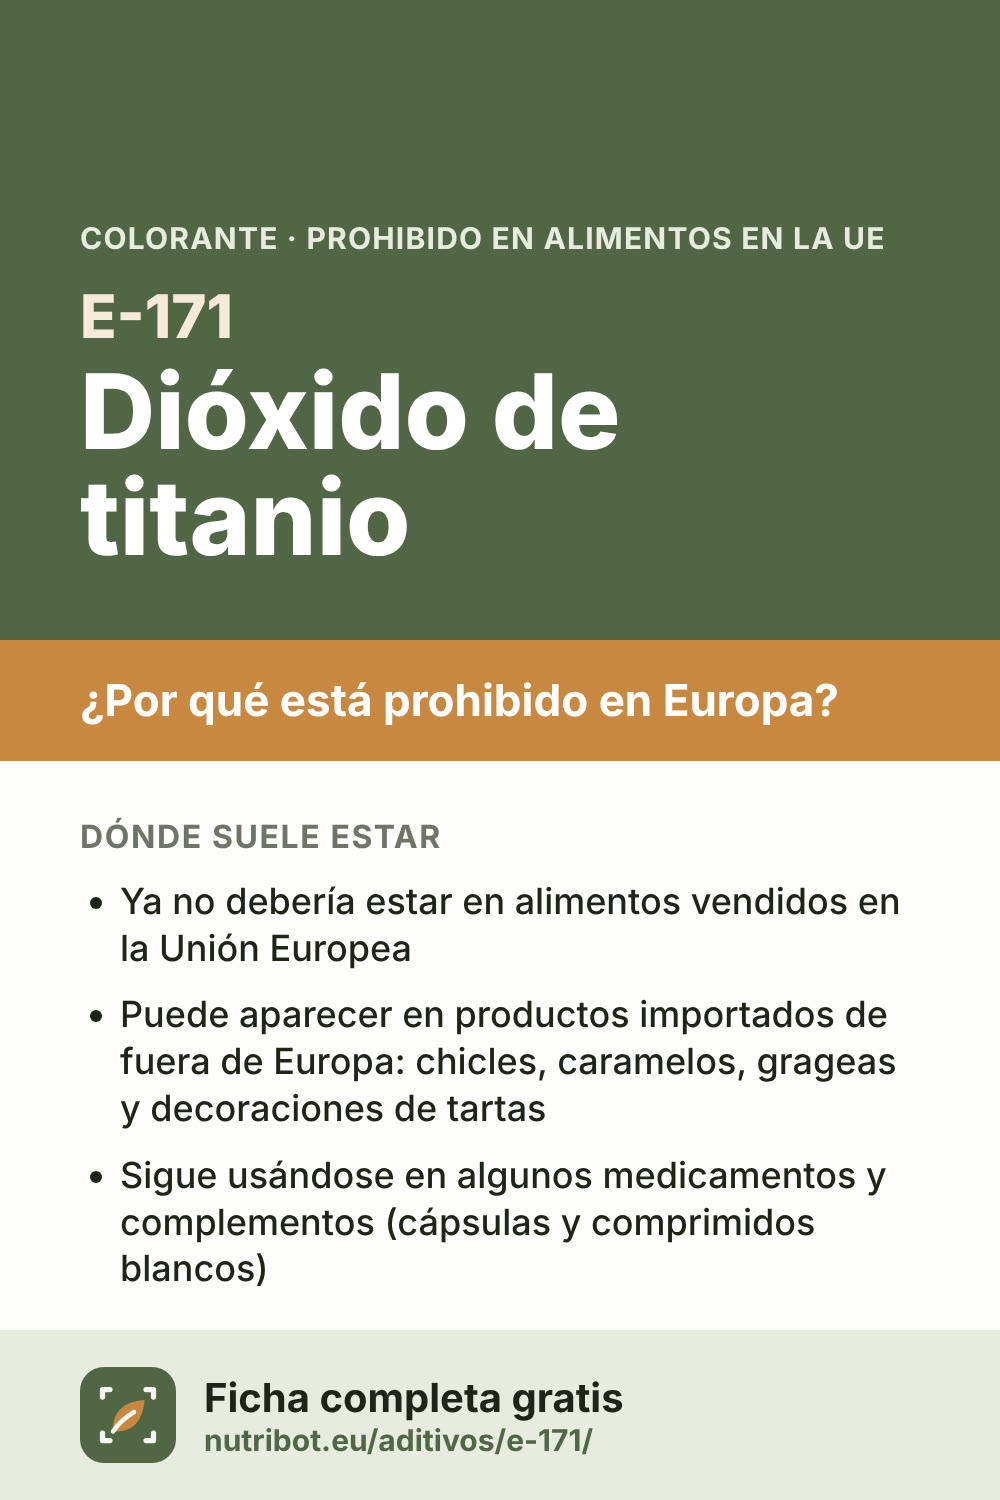 COLORANTE · PROHIBIDO EN ALIMENTOS EN LA UE
E-171
Dióxido de
titanio
¿Por qué está prohibido en Europa?
DÓNDE SUELE ESTAR
• Ya no debería estar en alimentos vendidos en
la Unión Europea
• Puede aparecer en productos importados de
fuera de Europa: chicles, caramelos, grageas
y decoraciones de tartas
• Sigue usándose en algunos medicamentos y
complementos (cápsulas y comprimidos
blancos)
Ficha completa gratis
nutribot.eu/aditivos/e-171/